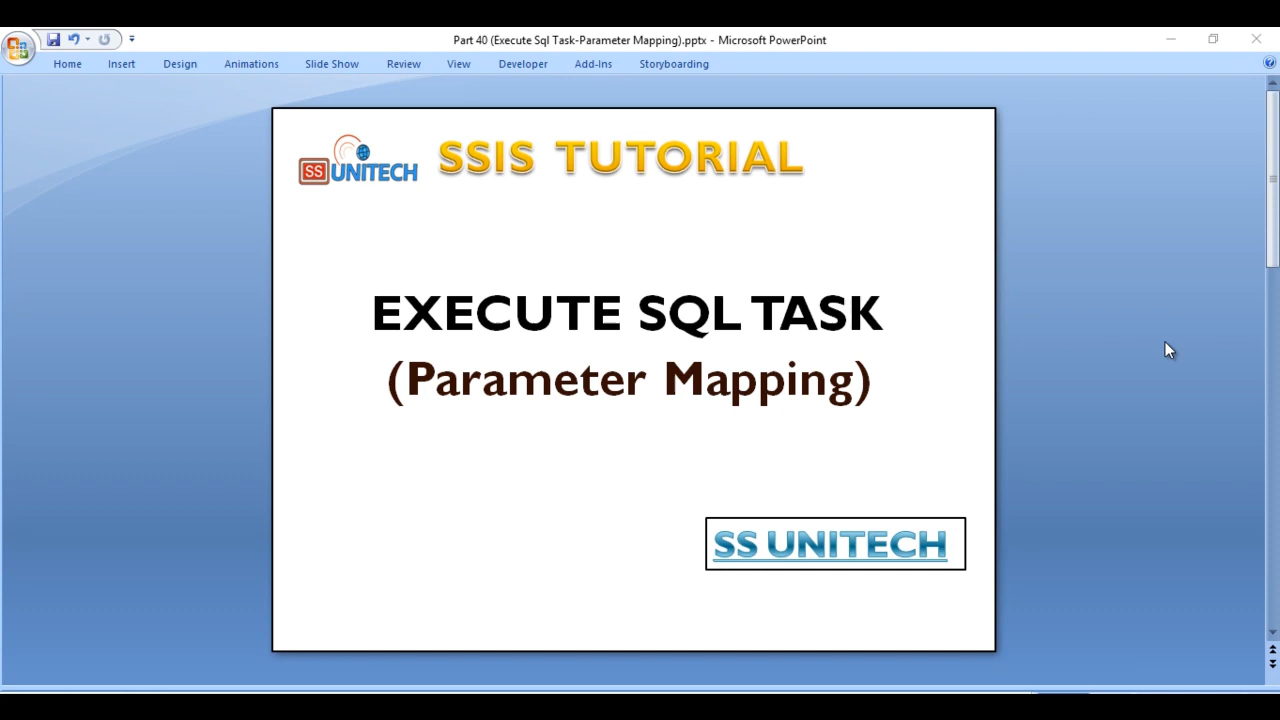 Part 40 (Execute Sql Task-Parameter Mapping).pptx - Microsoft PowerPoint
Home Insert Design Animations Slide Show Review View Developer Add-Ins Storyboarding
SS UNITECH SSIS TUTORIAL
EXECUTE SQL TASK
(Parameter Mapping)
SS UNITECH